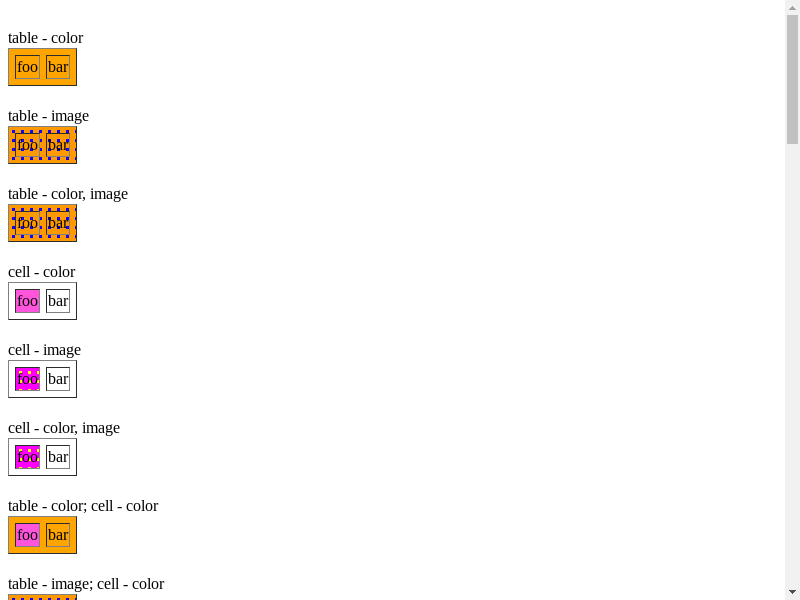 table - color
foo bar
table - image
foo bar
table - color, image
foo bar
cell - color
foo bar
cell - image
foo bar
cell - color, image
foo bar
table - color; cell - color
foo bar
table - image; cell - color